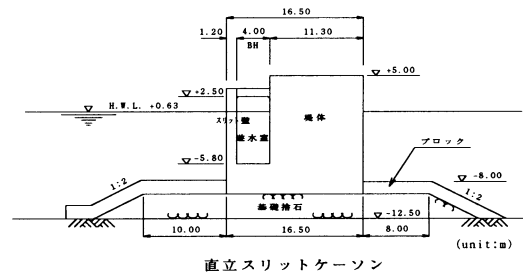 16.50
1.20 4.00 11.30
BH
+5.00
+2.50
H.W.L. +0.63
スリット壁
堤体
遊水室
ブロック
-5.80
-8.00
1:2
1:2
基礎捨石
-12.50
10.00 16.50 8.00
(unit:m)
直立スリットケーソン